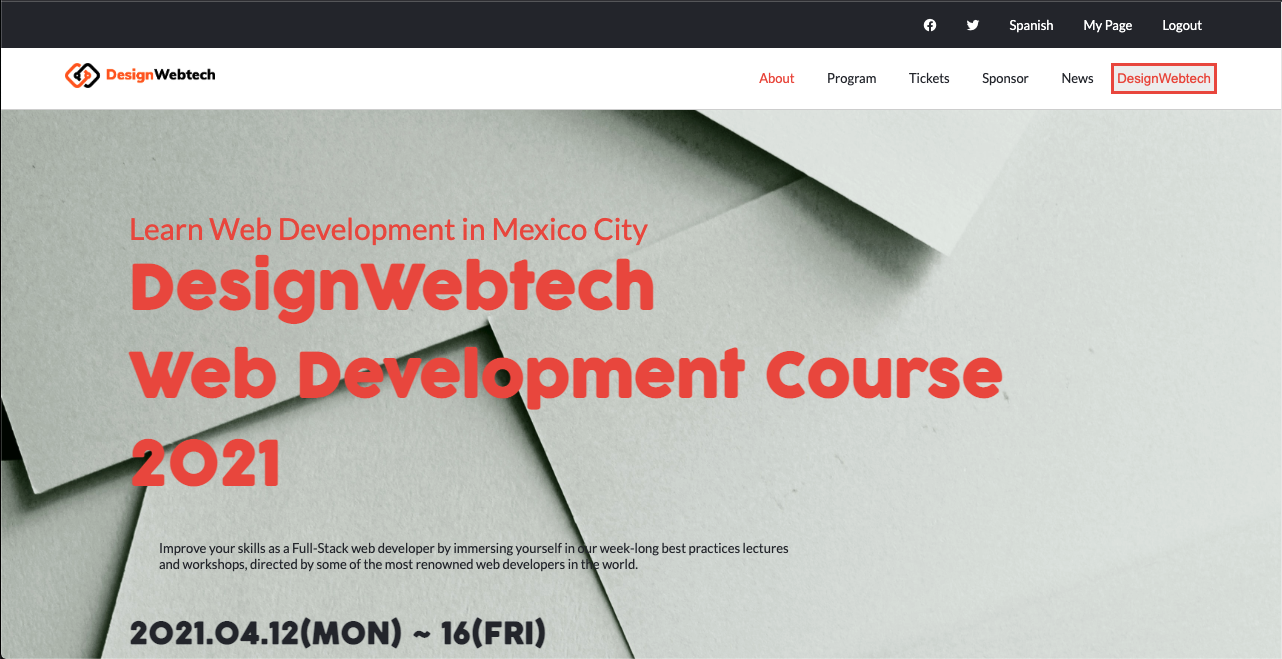 Spanish My Page Logout
DesignWebtech
About Program Tickets Sponsor News DesignWebtech
Learn Web Development in Mexico City
DesignWebtech
Web Development Course
2021
Improve your skills as a Full-Stack web developer by immersing yourself in our week-long best practices lectures
and workshops, directed by some of the most renowned web developers in the world.
2021.04.12(MON) ~ 16(FRI)